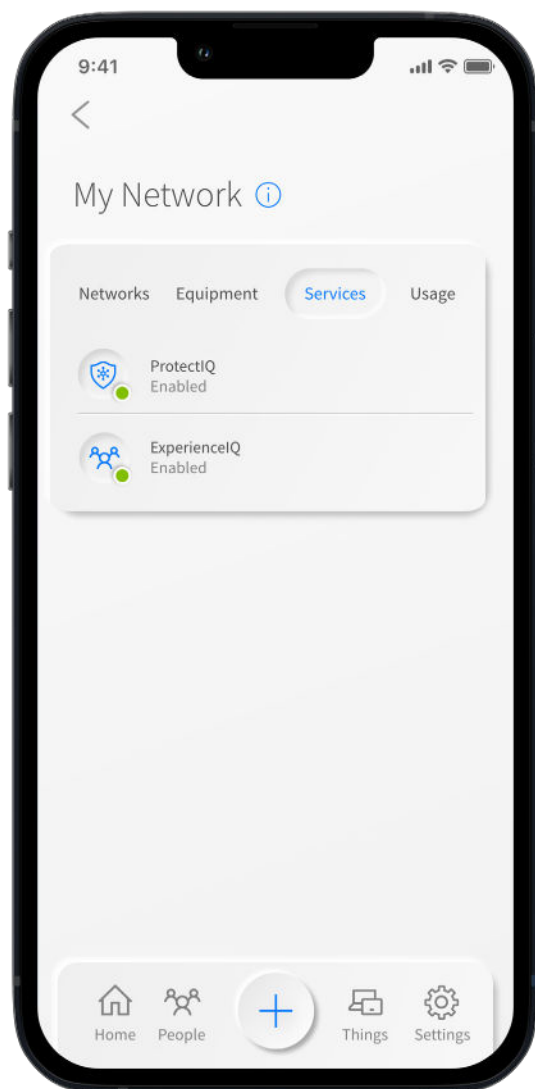 9:41
My Network
Networks Equipment Services Usage
ProtectIQ
Enabled
ExperienceIQ
Enabled
Home People Things Settings